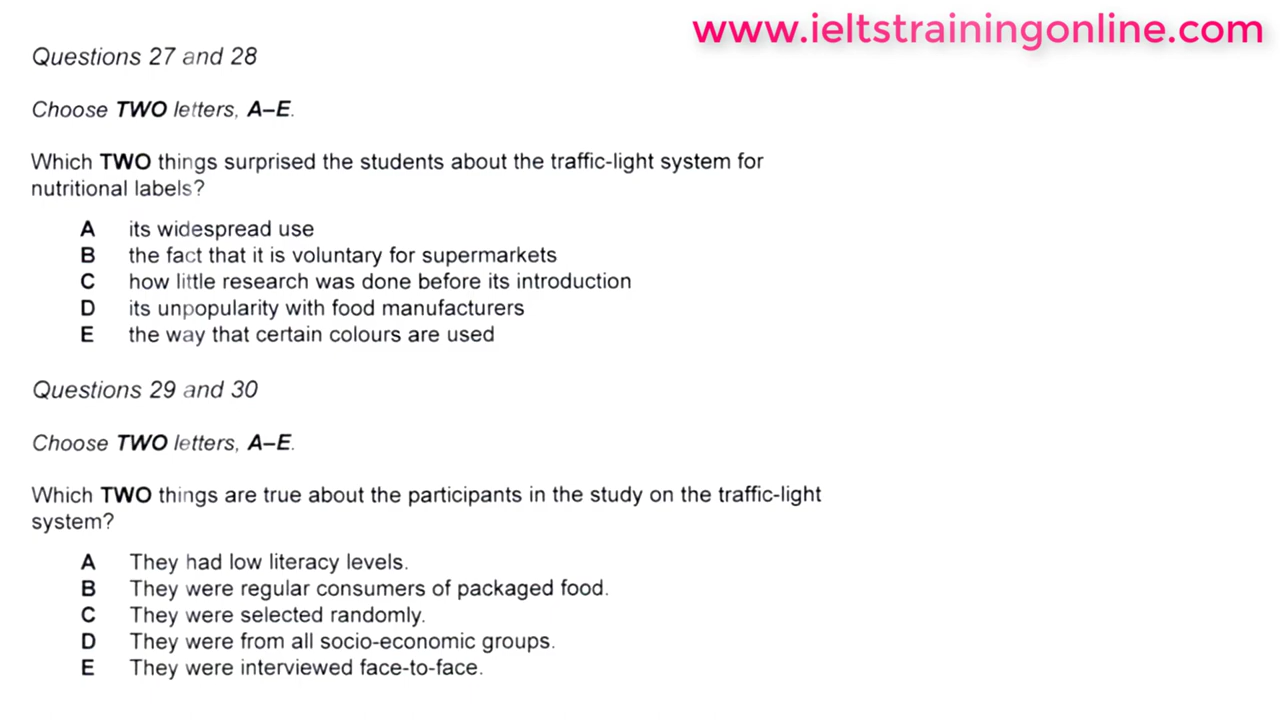 www.ieltstrainingonline.com
Questions 27 and 28
Choose TWO letters, A–E.
Which TWO things surprised the students about the traffic-light system for
nutritional labels?
A its widespread use
B the fact that it is voluntary for supermarkets
C how little research was done before its introduction
D its unpopularity with food manufacturers
E the way that certain colours are used
Questions 29 and 30
Choose TWO letters, A–E.
Which TWO things are true about the participants in the study on the traffic-light
system?
A They had low literacy levels.
B They were regular consumers of packaged food.
C They were selected randomly.
D They were from all socio-economic groups.
E They were interviewed face-to-face.